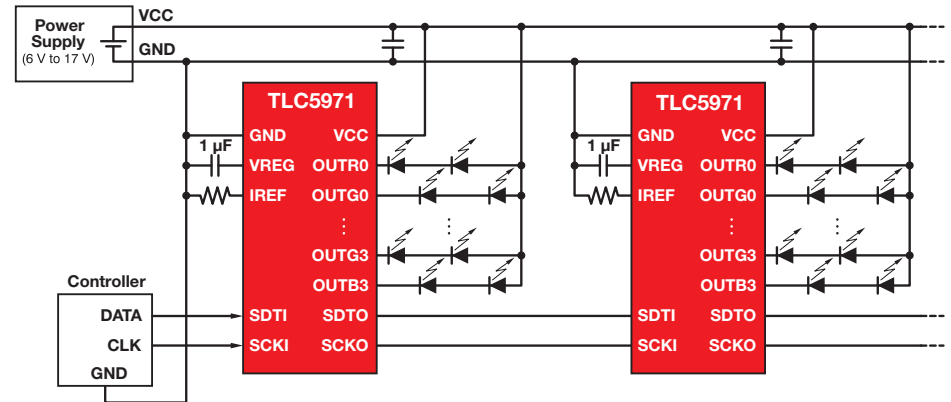 Power
Supply
(6 V to 17 V)
VCC
GND
TLC5971
GND VCC
1 µF
VREG OUTR0
IREF OUTG0
OUTG3
OUTB3
SDTI SDTO
SCKI SCKO
TLC5971
GND VCC
1 µF
VREG OUTR0
IREF OUTG0
OUTG3
OUTB3
SDTI SDTO
SCKI SCKO
Controller
DATA
CLK
GND